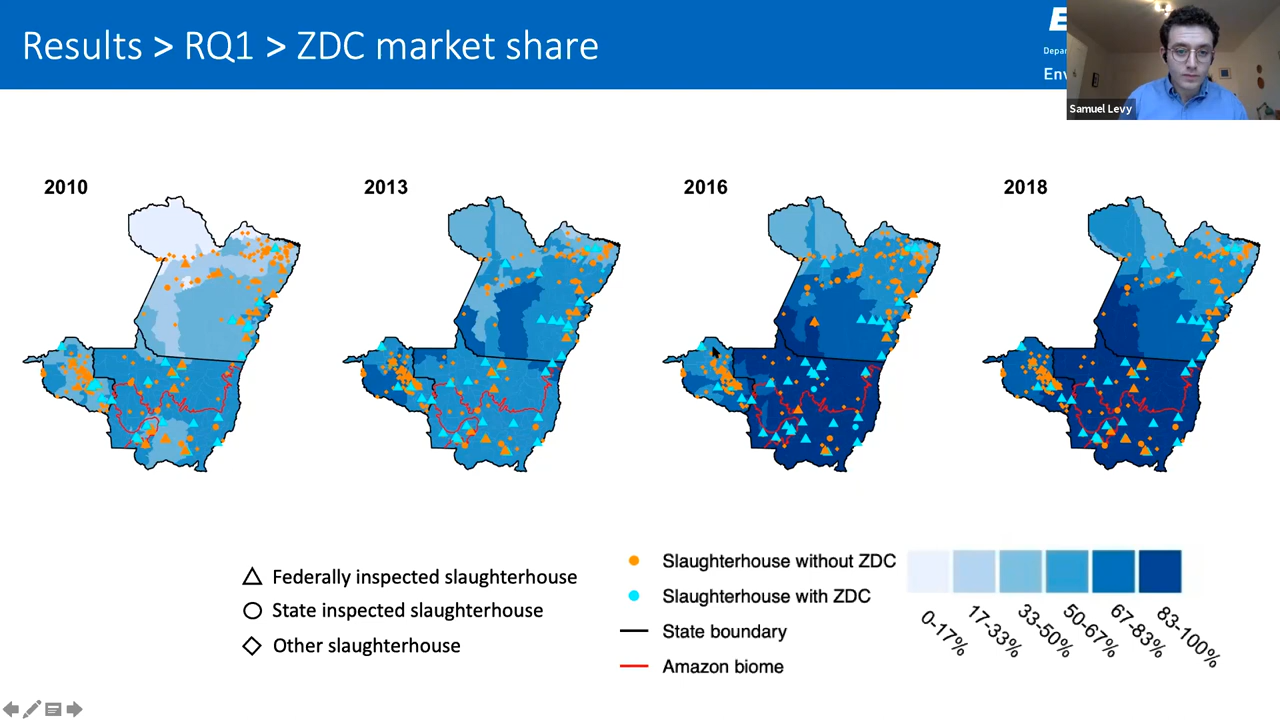 Results > RQ1 > ZDC market share
E
Depa
Env
Samuel Levy
2010
2013
2016
2018
Federally inspected slaughterhouse
State inspected slaughterhouse
Other slaughterhouse
Slaughterhouse without ZDC
Slaughterhouse with ZDC
State boundary
Amazon biome
0-17%
17-33%
33-50%
50-67%
67-83%
83-100%